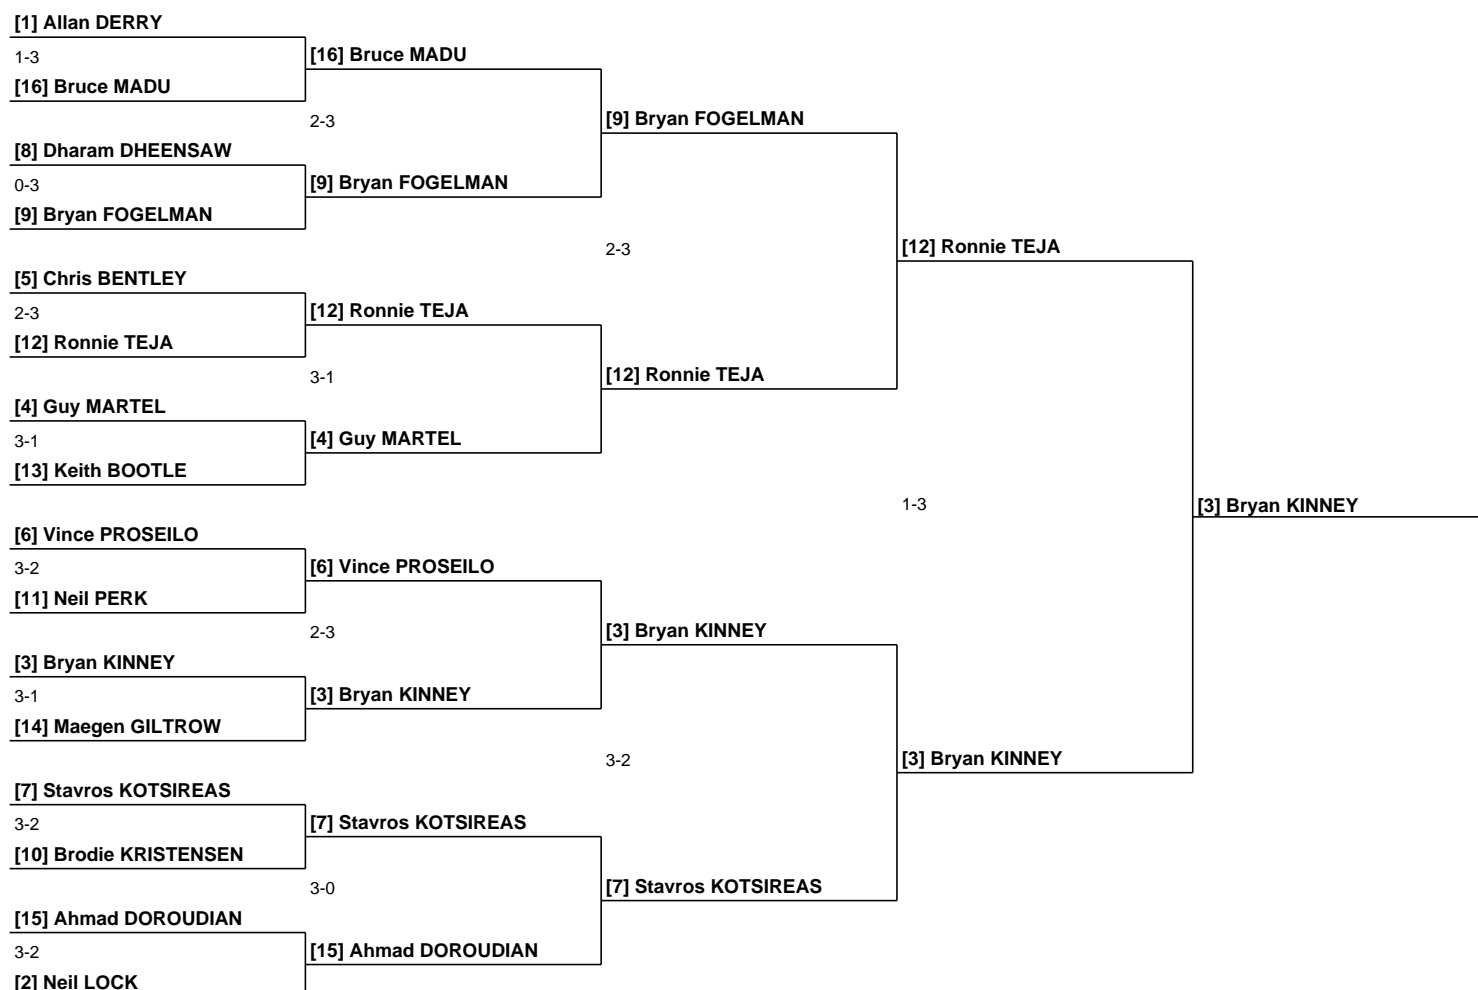 [1] Allan DERRY
1-3
[16] Bruce MADU
[16] Bruce MADU
2-3
[9] Bryan FOGELMAN
[8] Dharam DHEENSAW
0-3
[9] Bryan FOGELMAN
[9] Bryan FOGELMAN
2-3
[12] Ronnie TEJA
[5] Chris BENTLEY
2-3
[12] Ronnie TEJA
[12] Ronnie TEJA
3-1
[12] Ronnie TEJA
[4] Guy MARTEL
3-1
[4] Guy MARTEL
[13] Keith BOOTLE
1-3
[3] Bryan KINNEY
[6] Vince PROSEILO
3-2
[6] Vince PROSEILO
[11] Neil PERK
2-3
[3] Bryan KINNEY
[3] Bryan KINNEY
3-1
[3] Bryan KINNEY
[14] Maegen GILTROW
3-2
[3] Bryan KINNEY
[7] Stavros KOTSIREAS
3-2
[7] Stavros KOTSIREAS
[10] Brodie KRISTENSEN
3-0
[7] Stavros KOTSIREAS
[15] Ahmad DOROUDIAN
3-2
[15] Ahmad DOROUDIAN
[2] Neil LOCK